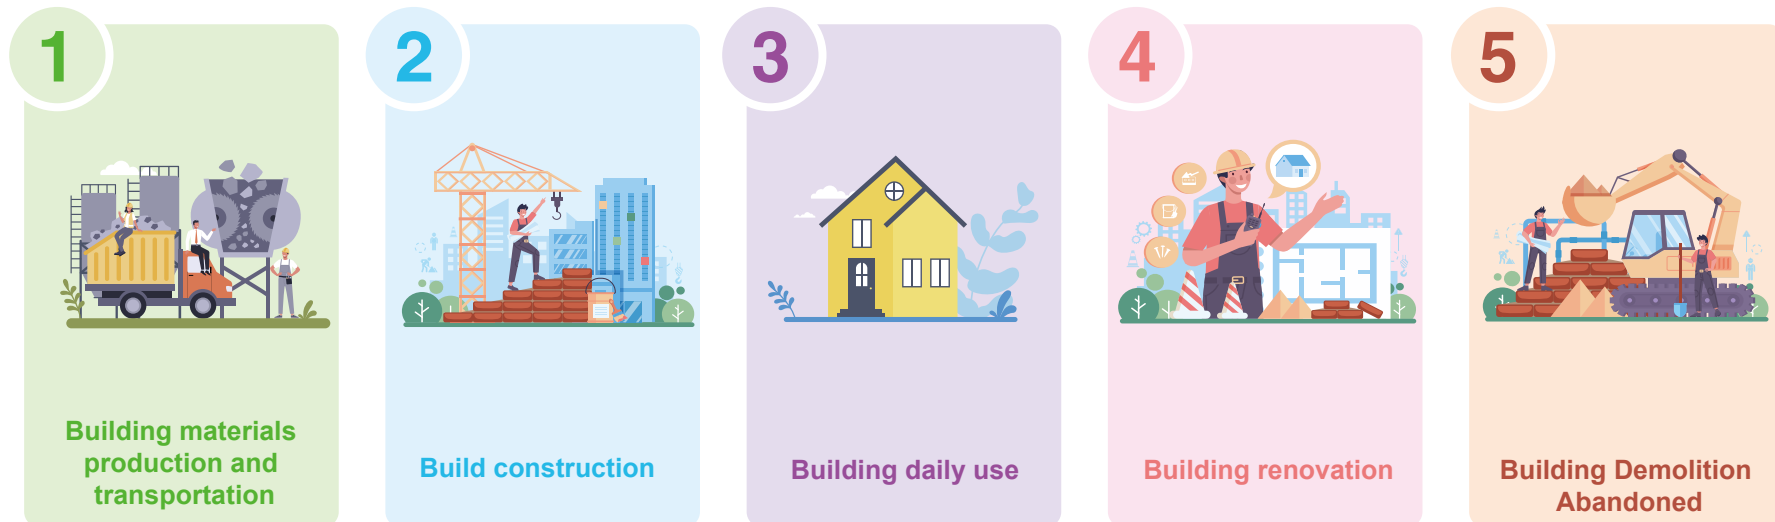 1
Building materials
production and
transportation
2
Build construction
3
Building daily use
4
Building renovation
5
Building Demolition
Abandoned